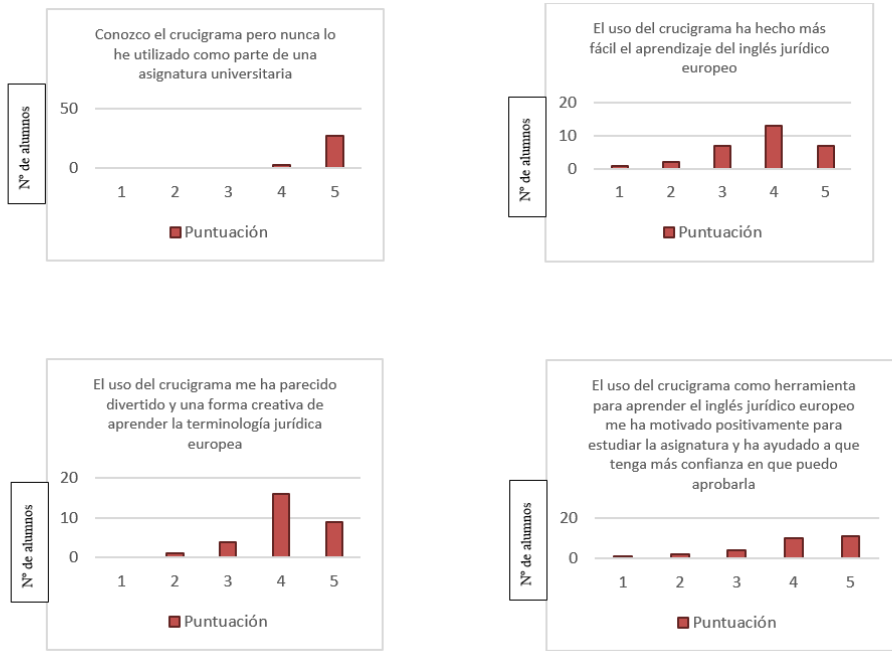 Conozco el crucigrama pero nunca lo
he utilizado como parte de una
asignatura universitaria
Nº de alumnos
50
0
1 2 3 4 5
Puntuación
El uso del crucigrama ha hecho más
fácil el aprendizaje del inglés jurídico
europeo
Nº de alumnos
20
10
0
1 2 3 4 5
Puntuación
El uso del crucigrama me ha parecido
divertido y una forma creativa de
aprender la terminología jurídica
europea
Nº de alumnos
20
10
0
1 2 3 4 5
Puntuación
El uso del crucigrama como herramienta
para aprender el inglés jurídico europeo
me ha motivado positivamente para
estudiar la asignatura y ha ayudado a que
tenga más confianza en que puedo
aprobarla
Nº de alumnos
20
0
1 2 3 4 5
Puntuación